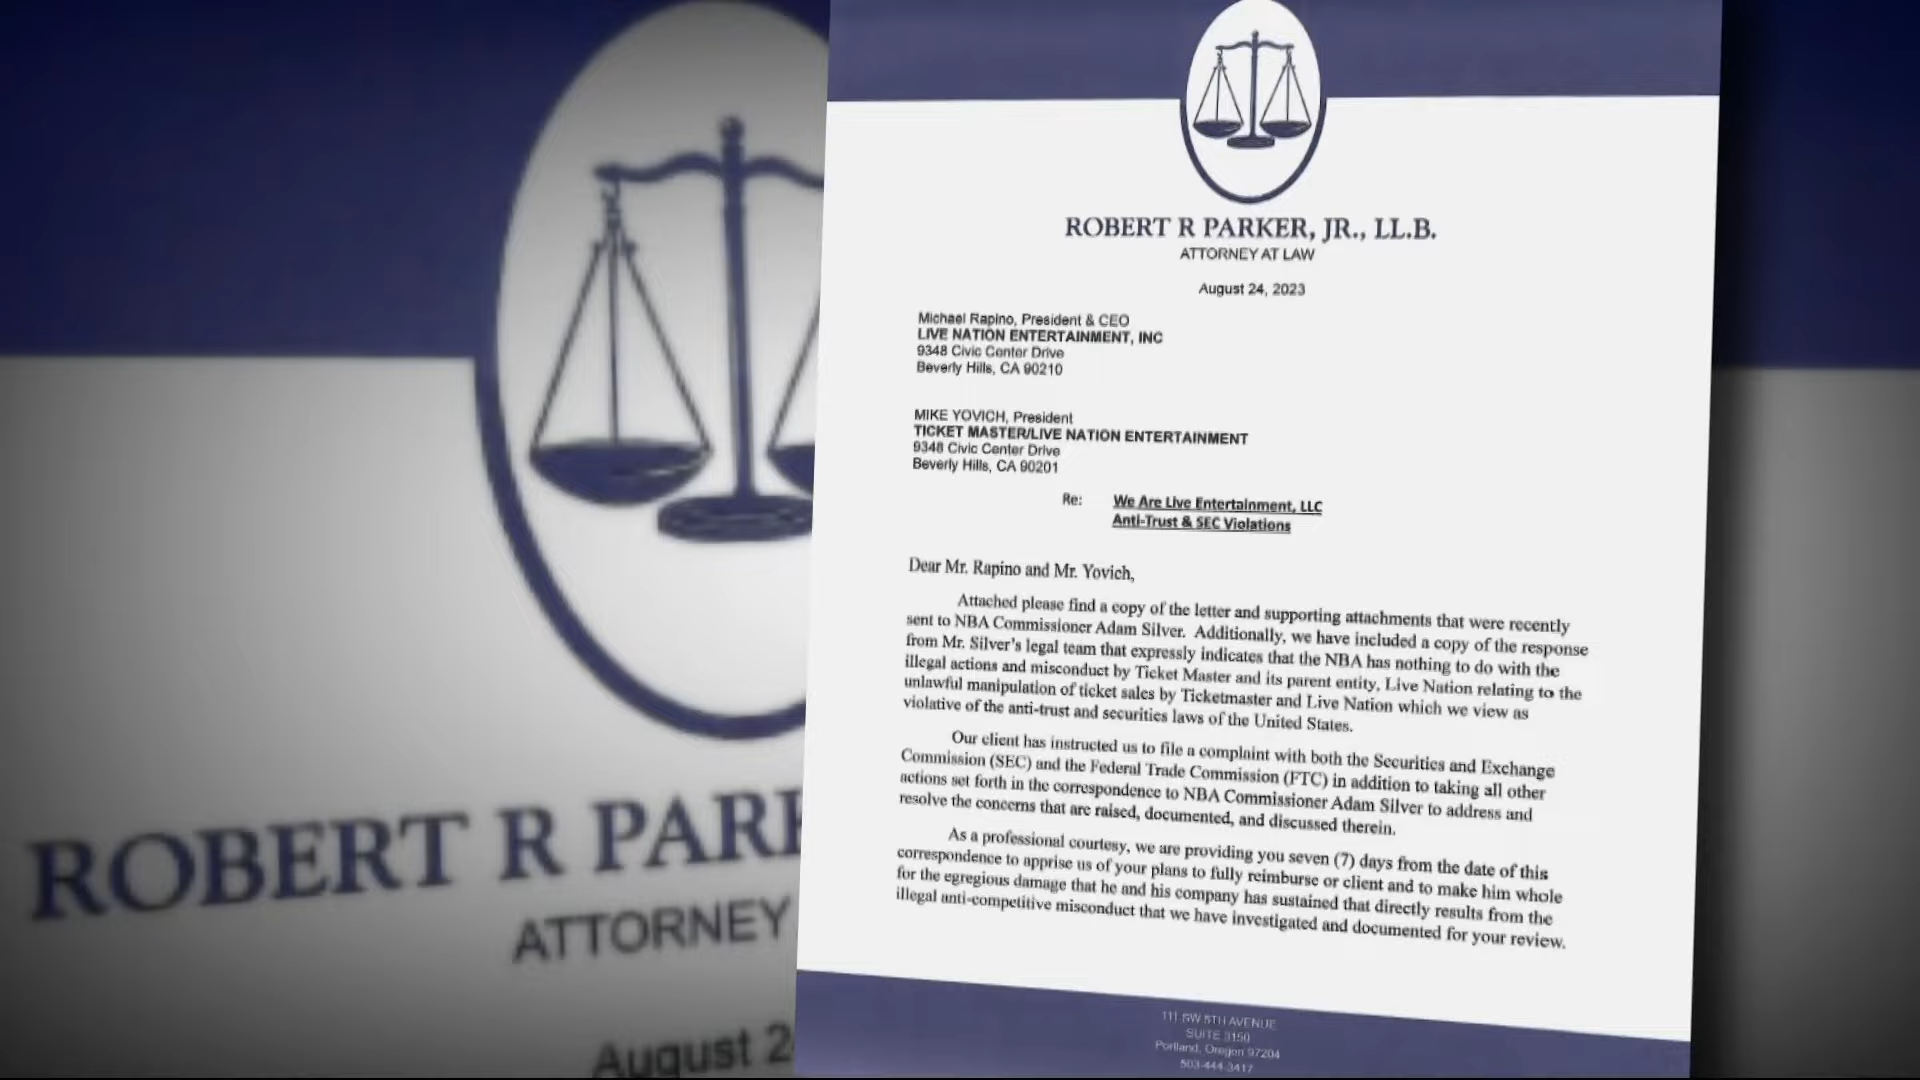 ROBERT R PARKER, JR., LL.B.
ATTORNEY AT LAW
August 24, 2023
Michael Rapino, President & CEO
LIVE NATION ENTERTAINMENT, INC
9348 Civic Center Drive
Beverly Hills, CA 90210
MIKE YOVICH, President
TICKET MASTER/LIVE NATION ENTERTAINMENT
9348 Civic Center Drive
Beverly Hills, CA 90201
Re: We Are Live Entertainment, LLC
Anti-Trust & SEC Violations
Dear Mr. Rapino and Mr. Yovich,
Attached please find a copy of the letter and supporting attachments that were recently
sent to NBA Commissioner Adam Silver. Additionally, we have included a copy of the response
from Mr. Silver's legal team that expressly indicates that the NBA has nothing to do with the
illegal actions and misconduct by Ticket Master and its parent entity, Live Nation relating to the
unlawful manipulation of ticket sales by Ticketmaster and Live Nation which we view as
violative of the anti-trust and securities laws of the United States.
Our client has instructed us to file a complaint with both the Securities and Exchange
Commission (SEC) and the Federal Trade Commission (FTC) in addition to taking all other
actions set forth in the correspondence to NBA Commissioner Adam Silver to address and
resolve the concerns that are raised, documented, and discussed therein.
As a professional courtesy, we are providing you seven (7) days from the date of this
correspondence to apprise us of your plans to fully reimburse or client and to make him whole
for the egregious damage that he and his company has sustained that directly results from the
illegal anti-competitive misconduct that we have investigated and documented for your review.
111 SW 5TH AVENUE
SUITE 3150
Portland, Oregon 97204
503-444-3417
ROBERT R PARK
ATTORNEY
August 2